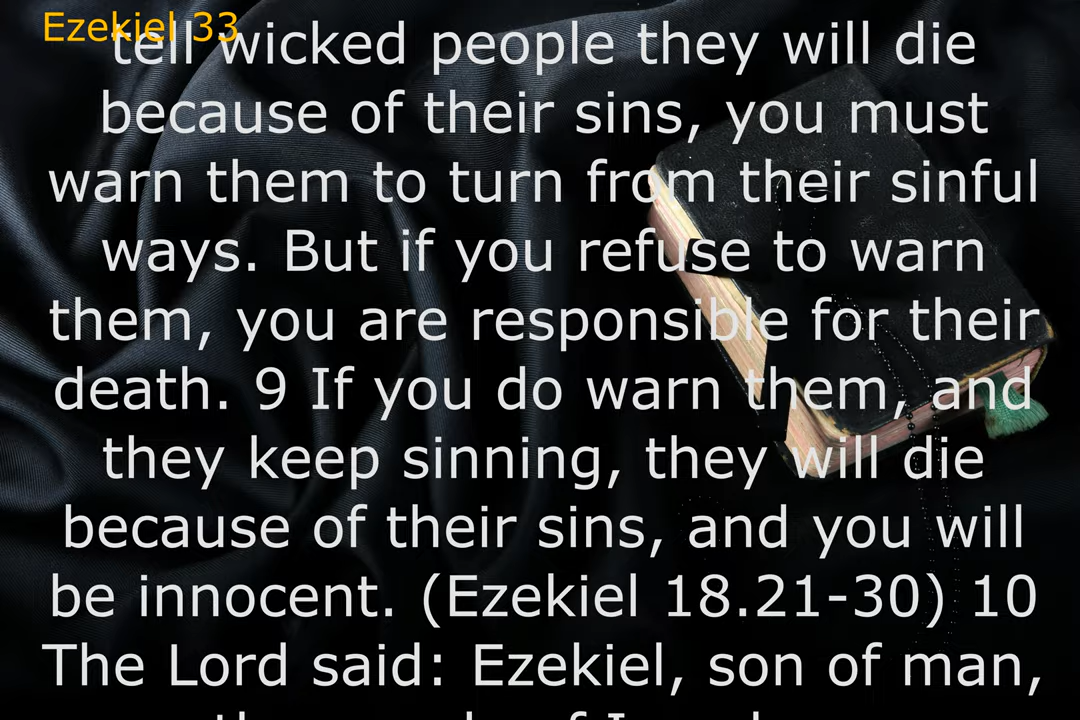 Ezekiel 33
tell wicked people they will die
because of their sins, you must
warn them to turn from their sinful
ways. But if you refuse to warn
them, you are responsible for their
death. 9 If you do warn them, and
they keep sinning, they will die
because of their sins, and you will
be innocent. (Ezekiel 18.21-30) 10
The Lord said: Ezekiel, son of man,